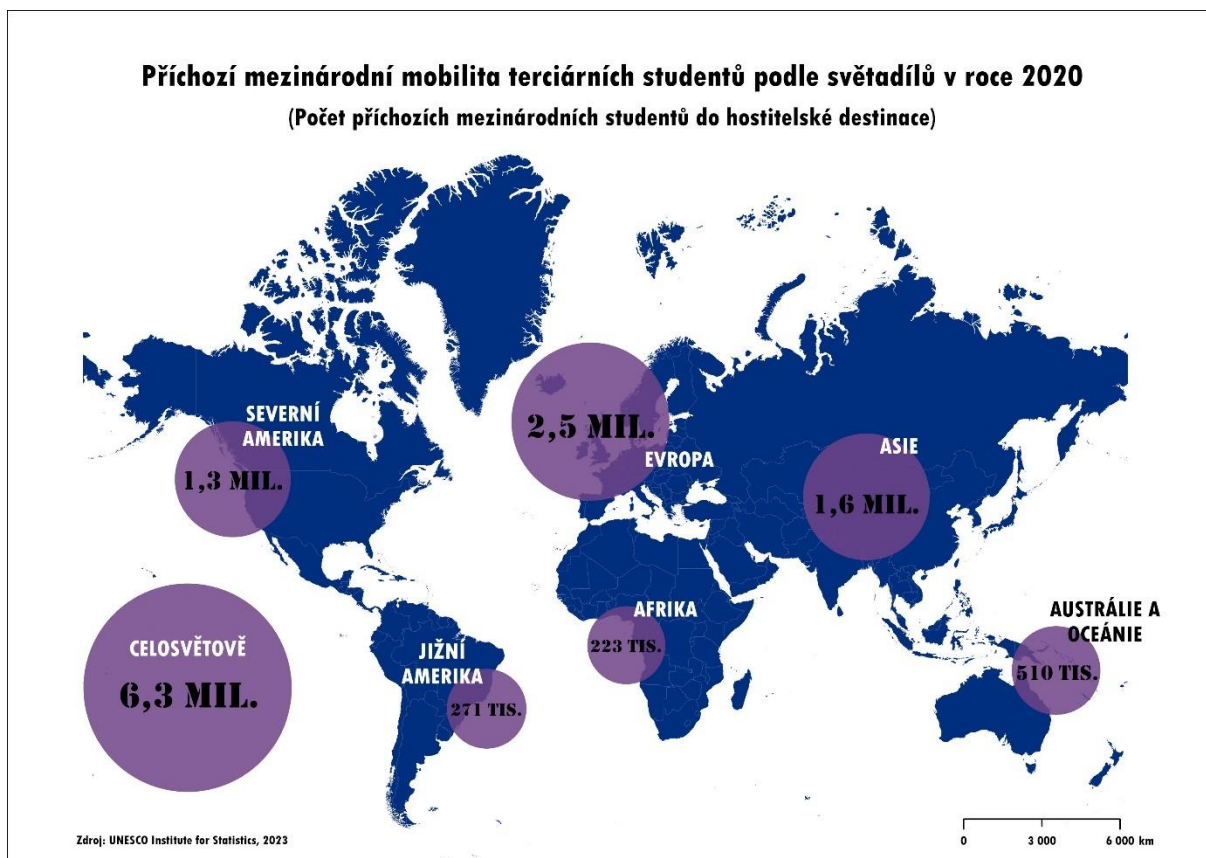 Příchozí mezinárodní mobilita terciárních studentů podle světadílů v roce 2020
(Počet příchozích mezinárodních studentů do hostitelské destinace)
SEVERNÍ
AMERIKA
1,3 MIL.
2,5 MIL.
EVROPA
ASIE
1,6 MIL.
CELOSVĚTOVĚ
6,3 MIL.
JIŽNÍ
AMERIKA
271 TIS.
AFRIKA
223 TIS.
AUSTRÁLIE A
OCEÁNIE
510 TIS.
Zdroj: UNESCO Institute for Statistics, 2023
0 3 000 6 000 km